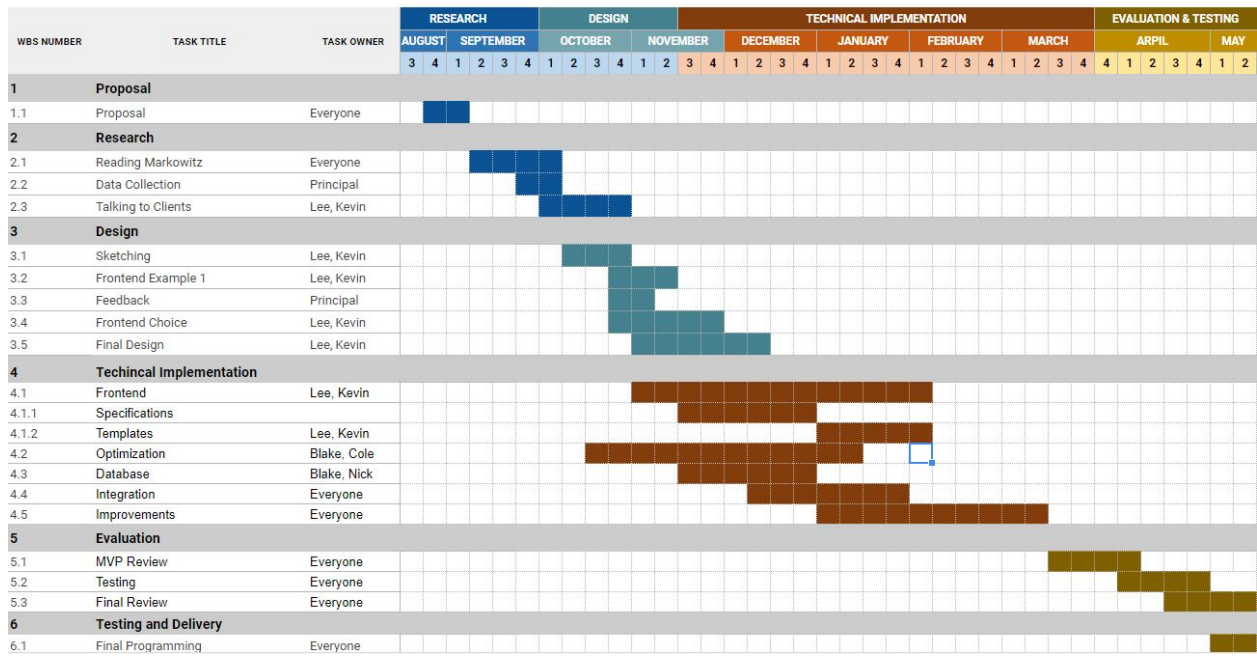 RESEARCH DESIGN TECHNICAL IMPLEMENTATION EVALUATION & TESTING
WBS NUMBER TASK TITLE TASK OWNER AUGUST SEPTEMBER OCTOBER NOVEMBER DECEMBER JANUARY FEBRUARY MARCH ARPIL MAY
3 4 1 2 3 4 1 2 3 4 1 2 3 4 1 2 3 4 1 2 3 4 1 2 3 4 1 2 3 4 4 1 2 3 4 1 2
1 Proposal
1.1 Proposal Everyone
2 Research
2.1 Reading Markowitz Everyone
2.2 Data Collection Principal
2.3 Talking to Clients Lee, Kevin
3 Design
3.1 Sketching Lee, Kevin
3.2 Frontend Example 1 Lee, Kevin
3.3 Feedback Principal
3.4 Frontend Choice Lee, Kevin
3.5 Final Design Lee, Kevin
4 Techincal Implementation
4.1 Frontend Lee, Kevin
4.1.1 Specifications
4.1.2 Templates Lee, Kevin
4.2 Optimization Blake, Cole
4.3 Database Blake, Nick
4.4 Integration Everyone
4.5 Improvements Everyone
5 Evaluation
5.1 MVP Review Everyone
5.2 Testing Everyone
5.3 Final Review Everyone
6 Testing and Delivery
6.1 Final Programming Everyone